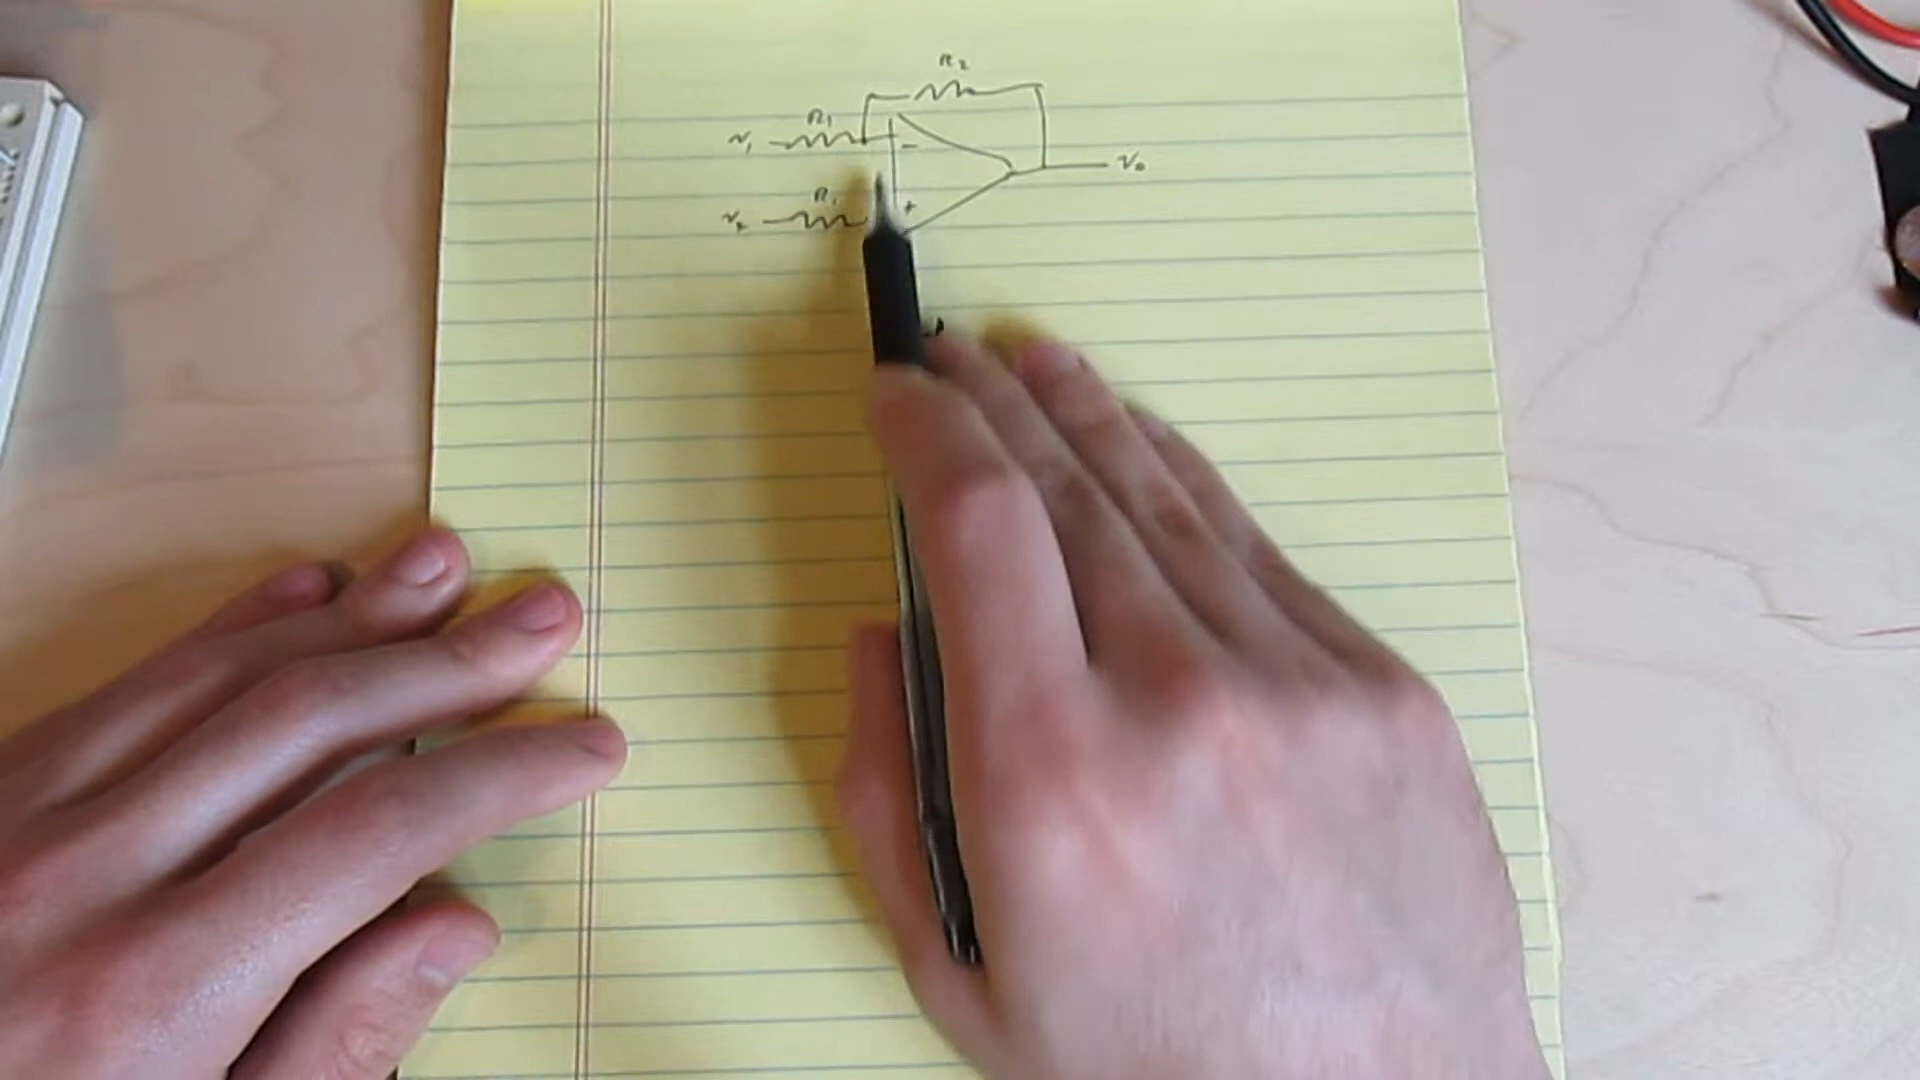 R₂
R₁
v₁
-
v₀
R₁
v₂
+